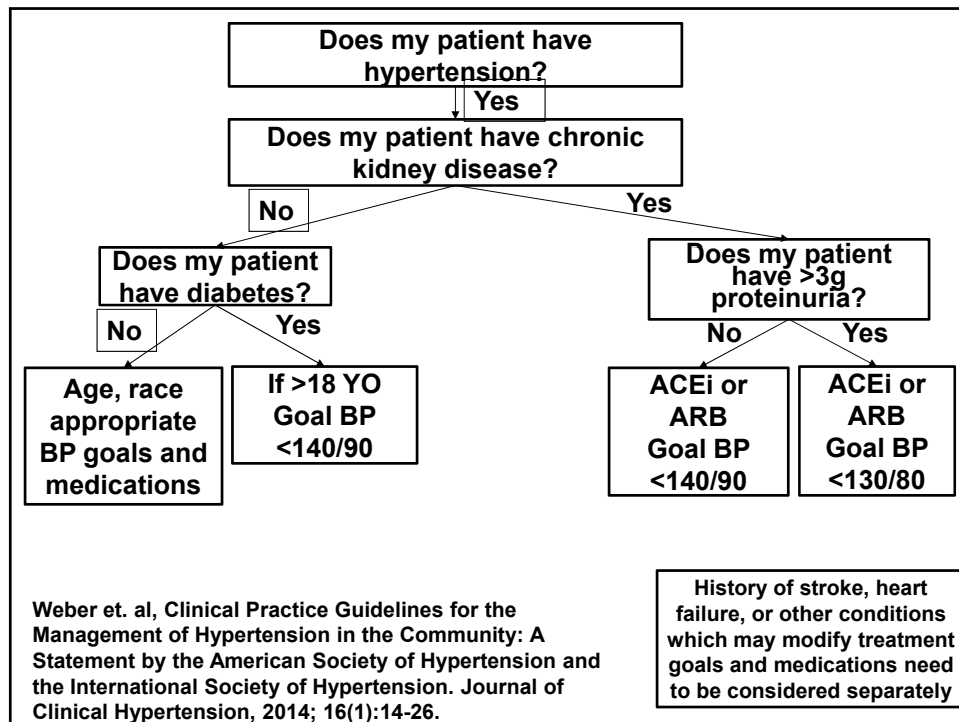 Does my patient have
hypertension?
Yes
Does my patient have chronic
kidney disease?
No
Yes
Does my patient
have diabetes?
Does my patient
have >3g
proteinuria?
No
Yes
No
Yes
Age, race
appropriate
BP goals and
medications
If >18 YO
Goal BP
<140/90
ACEi or
ARB
Goal BP
<140/90
ACEi or
ARB
Goal BP
<130/80
Weber et. al, Clinical Practice Guidelines for the
Management of Hypertension in the Community: A
Statement by the American Society of Hypertension and
the International Society of Hypertension. Journal of
Clinical Hypertension, 2014; 16(1):14-26.
History of stroke, heart
failure, or other conditions
which may modify treatment
goals and medications need
to be considered separately